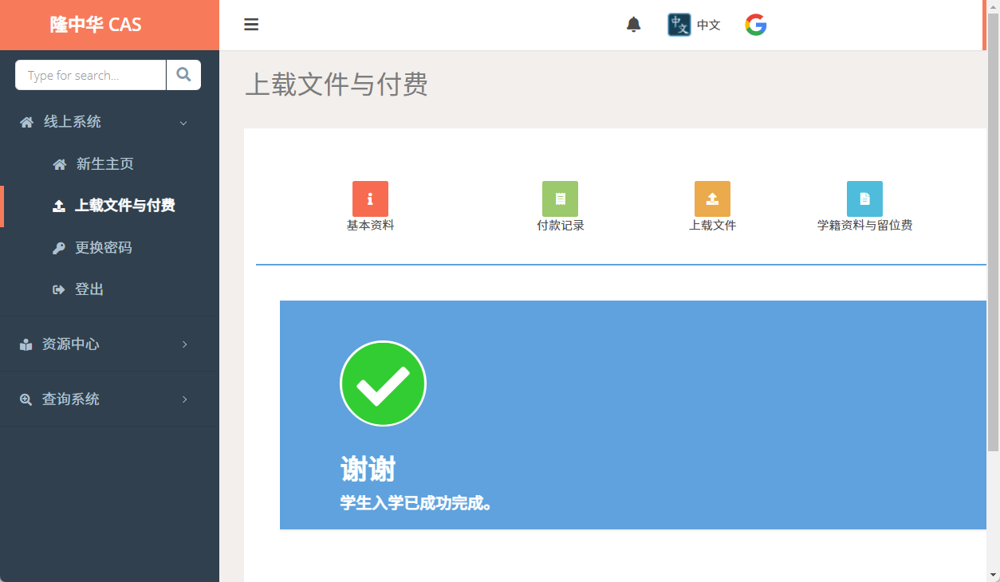 隆中华 CAS
中文
中文
Type for search...
上载文件与付费
线上系统
新生主页
上载文件与付费
更换密码
登出
资源中心
查询系统
基本资料
付款记录
上载文件
学籍资料与留位费
谢谢
学生入学已成功完成。